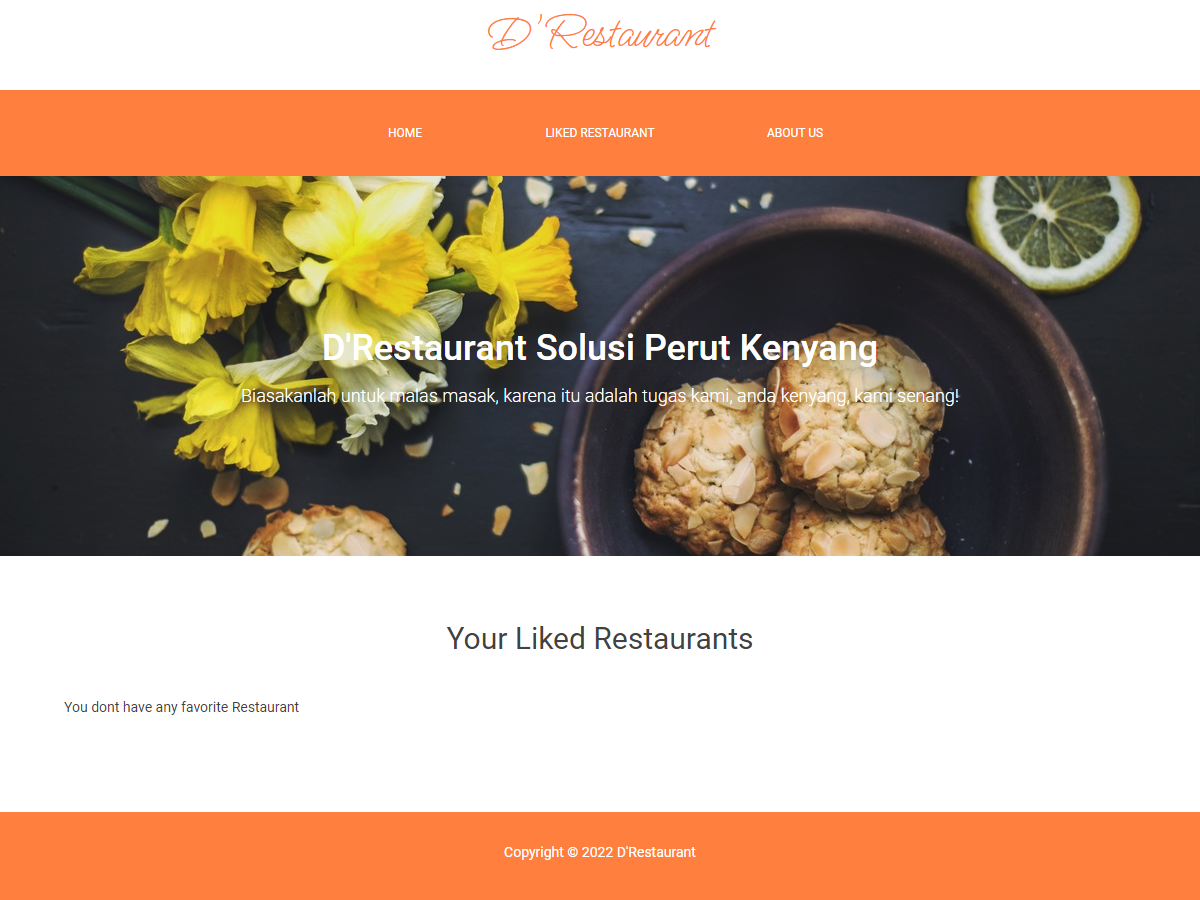 D'Restaurant
HOME LIKED RESTAURANT ABOUT US
D'Restaurant Solusi Perut Kenyang
Biasakanlah untuk malas masak, karena itu adalah tugas kami, anda kenyang, kami senang!
Your Liked Restaurants
You dont have any favorite Restaurant
Copyright © 2022 D'Restaurant